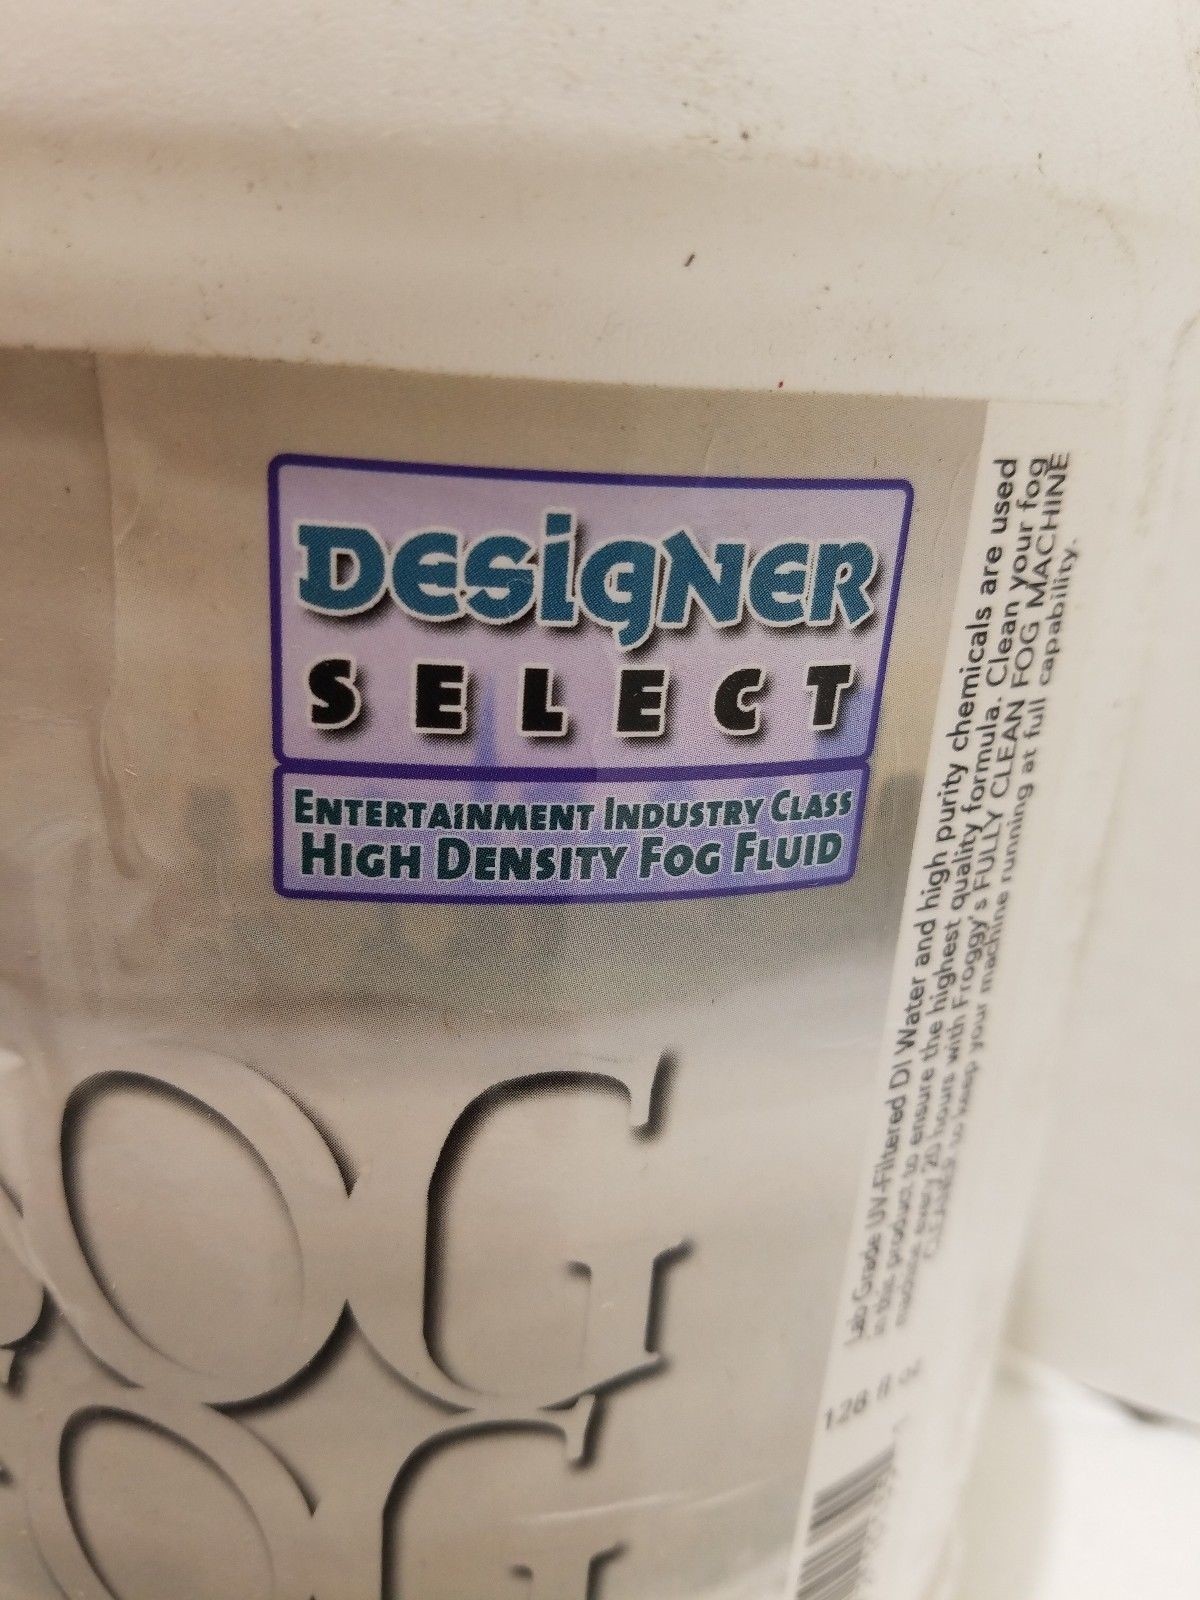 DESIGNER
SELECT
ENTERTAINMENT INDUSTRY CLASS
HIGH DENSITY FOG FLUID
OG
OG
Lab Grade UV-Filtered DI Water and high purity chemicals are used
in this product to ensure the highest quality formula. Clean your fog
machine every 20 hours with Froggy's FULLY CLEAN FOG MACHINE
CLEANER to keep your machine running at full capability.
128 fl oz